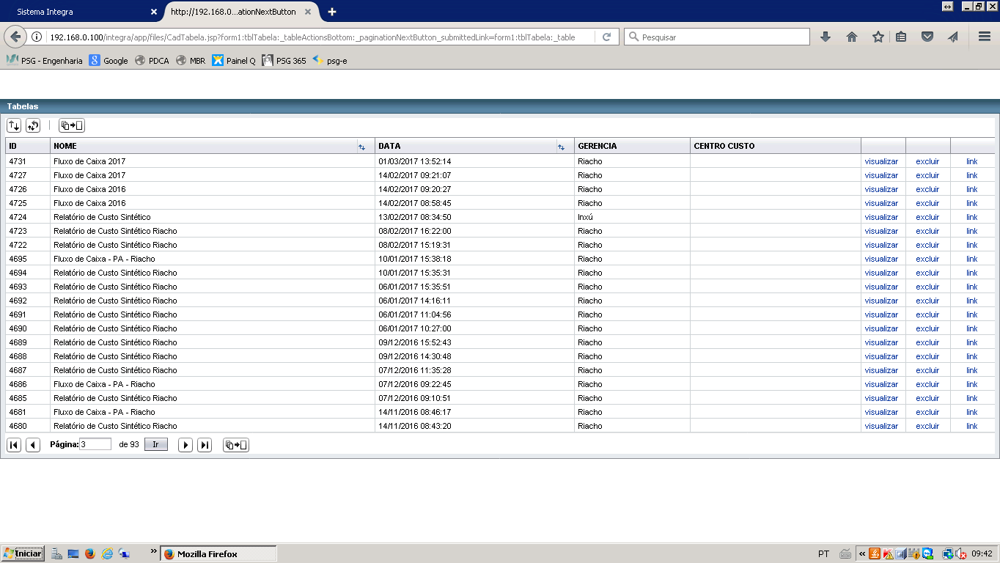 Sistema Integra
http://192.168.0...ationNextButton
192.168.0.100/integra/app/files/CadTabela.jsp?form1:tblTabela:_tableActionsBottom:_paginationNextButton_submittedLink=form1:tblTabela:_table
Pesquisar
PSG - Engenharia Google PDCA MBR Painel Q PSG 365 psg-e
Tabelas
ID NOME DATA GERENCIA CENTRO CUSTO
4731 Fluxo de Caixa 2017 01/03/2017 13:52:14 Riacho visualizar excluir link
4727 Fluxo de Caixa 2017 14/02/2017 09:21:07 Riacho visualizar excluir link
4726 Fluxo de Caixa 2016 14/02/2017 09:20:27 Riacho visualizar excluir link
4725 Fluxo de Caixa 2016 14/02/2017 08:58:45 Riacho visualizar excluir link
4724 Relatório de Custo Sintético 13/02/2017 08:34:50 Inxú visualizar excluir link
4723 Relatório de Custo Sintético Riacho 08/02/2017 16:22:00 Riacho visualizar excluir link
4722 Relatório de Custo Sintético Riacho 08/02/2017 15:19:31 Riacho visualizar excluir link
4695 Fluxo de Caixa - PA - Riacho 10/01/2017 15:38:18 Riacho visualizar excluir link
4694 Relatório de Custo Sintético Riacho 10/01/2017 15:35:31 Riacho visualizar excluir link
4693 Relatório de Custo Sintético Riacho 06/01/2017 15:35:51 Riacho visualizar excluir link
4692 Relatório de Custo Sintético Riacho 06/01/2017 14:16:11 Riacho visualizar excluir link
4691 Relatório de Custo Sintético Riacho 06/01/2017 11:04:56 Riacho visualizar excluir link
4690 Relatório de Custo Sintético Riacho 06/01/2017 10:27:00 Riacho visualizar excluir link
4689 Relatório de Custo Sintético Riacho 09/12/2016 15:52:43 Riacho visualizar excluir link
4688 Relatório de Custo Sintético Riacho 09/12/2016 14:30:48 Riacho visualizar excluir link
4687 Relatório de Custo Sintético Riacho 07/12/2016 11:35:28 Riacho visualizar excluir link
4686 Fluxo de Caixa - PA - Riacho 07/12/2016 09:22:45 Riacho visualizar excluir link
4685 Relatório de Custo Sintético Riacho 07/12/2016 09:10:51 Riacho visualizar excluir link
4681 Fluxo de Caixa - PA - Riacho 14/11/2016 08:46:17 Riacho visualizar excluir link
4680 Relatório de Custo Sintético Riacho 14/11/2016 08:43:20 Riacho visualizar excluir link
Página: 3 de 93 Ir
Iniciar » Mozilla Firefox PT « 09:42